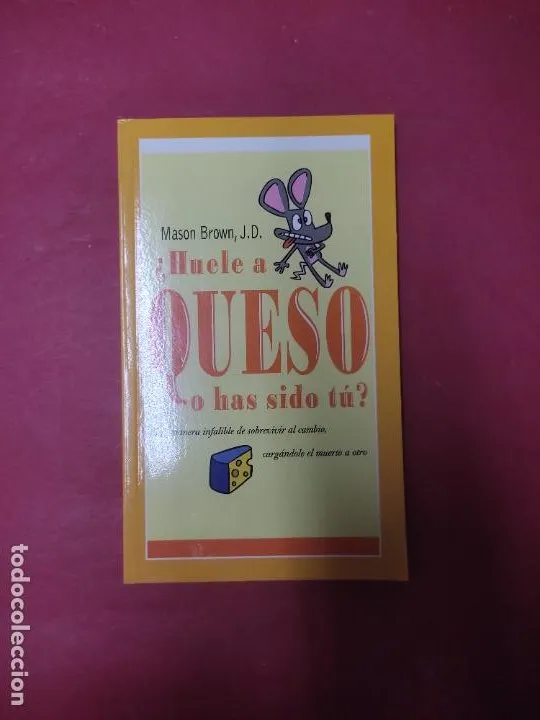 Mason Brown, J.D.
¿Huele a
QUESO
o has sido tú?
manera infalible de sobrevivir al cambio,
cargándole el muerto a otro
todocoleccion